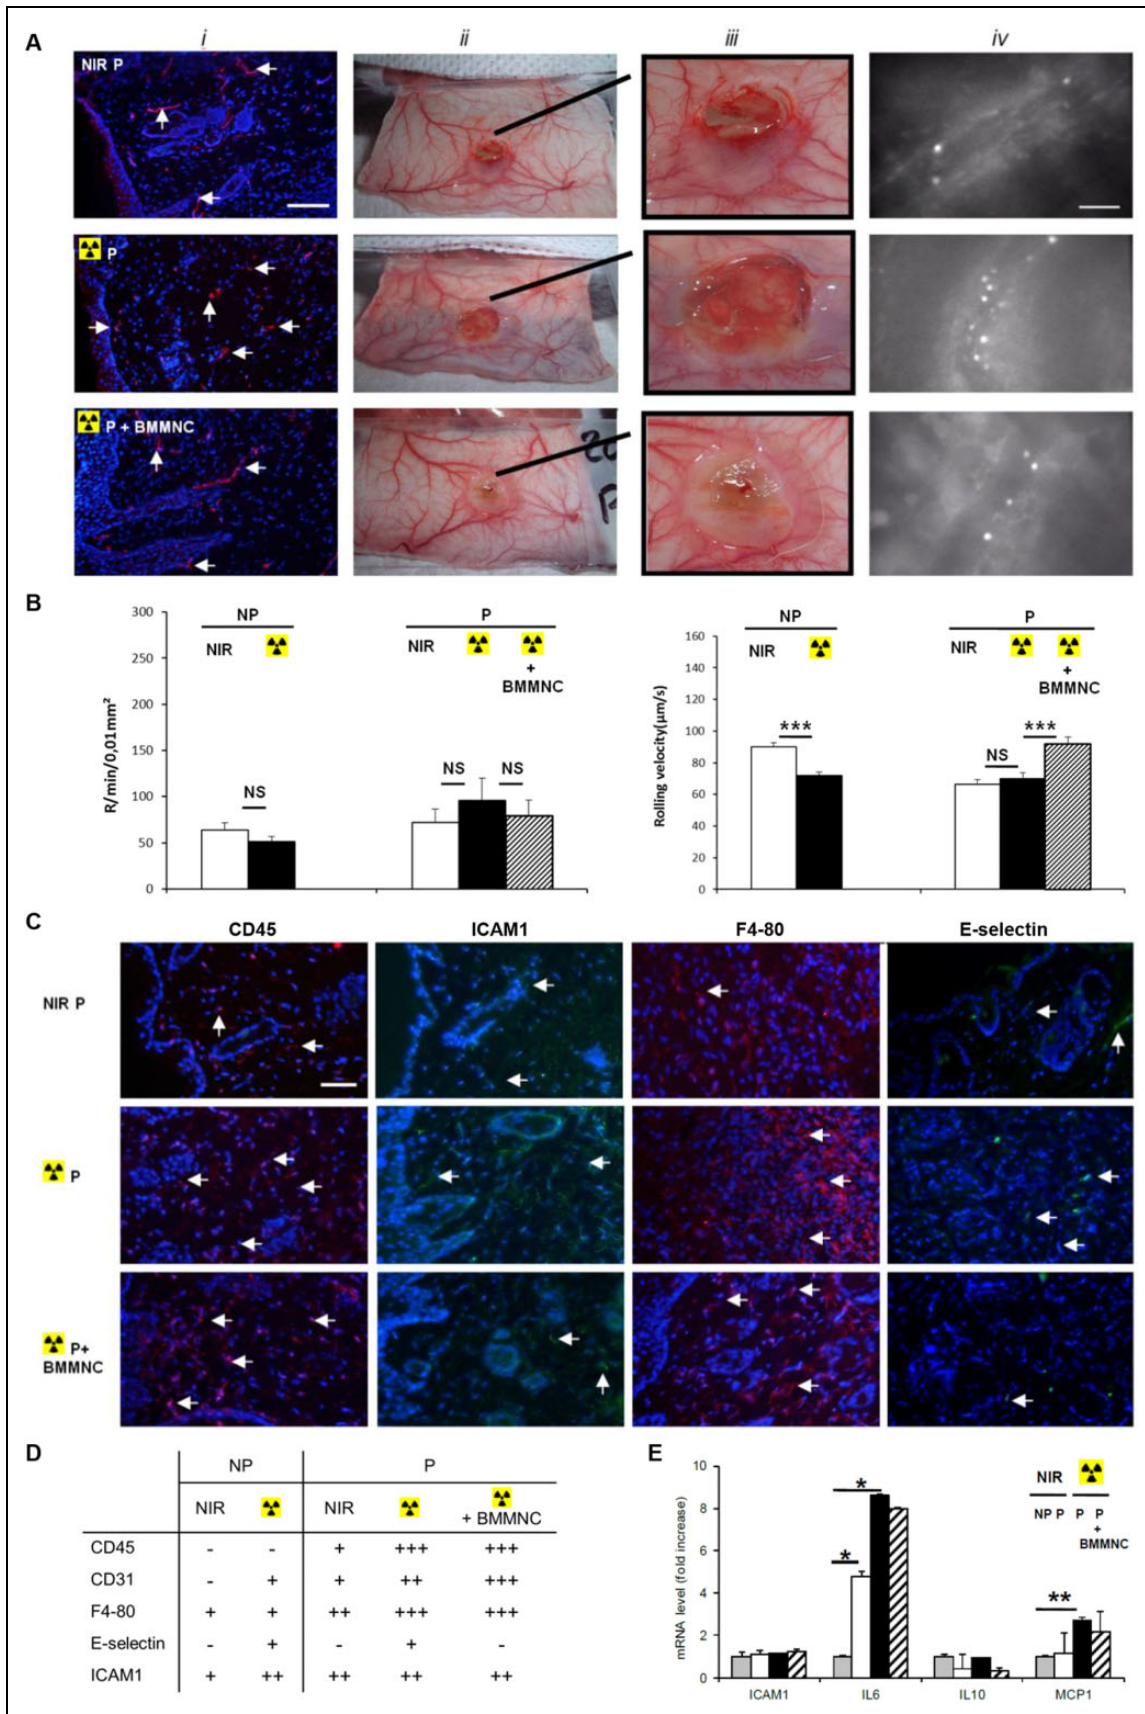 A
i ii iii iv
NIR P
P
P + BMMNC
20
B
NP P
NIR NIR
+
BMMNC
300
250
200
150
100
50
0
R/min/0,01mm²
NS NS NS
NP P
NIR NIR
+
BMMNC
160
140
120
100
80
60
40
20
0
Rolling velocity(µm/s)
*** NS ***
C
CD45 ICAM1 F4-80 E-selectin
NIR P
P
P+
BMMNC
D
NP P
NIR NIR
+ BMMNC
CD45 - - + +++ +++
CD31 - + + ++ +++
F4-80 + + ++ +++ +++
E-selectin - + - + -
ICAM1 + ++ ++ ++ ++
E
10
8
6
4
2
0
mRNA level (fold increase)
* * **
NIR
NP P P P
+
BMMNC
ICAM1 IL6 IL10 MCP1